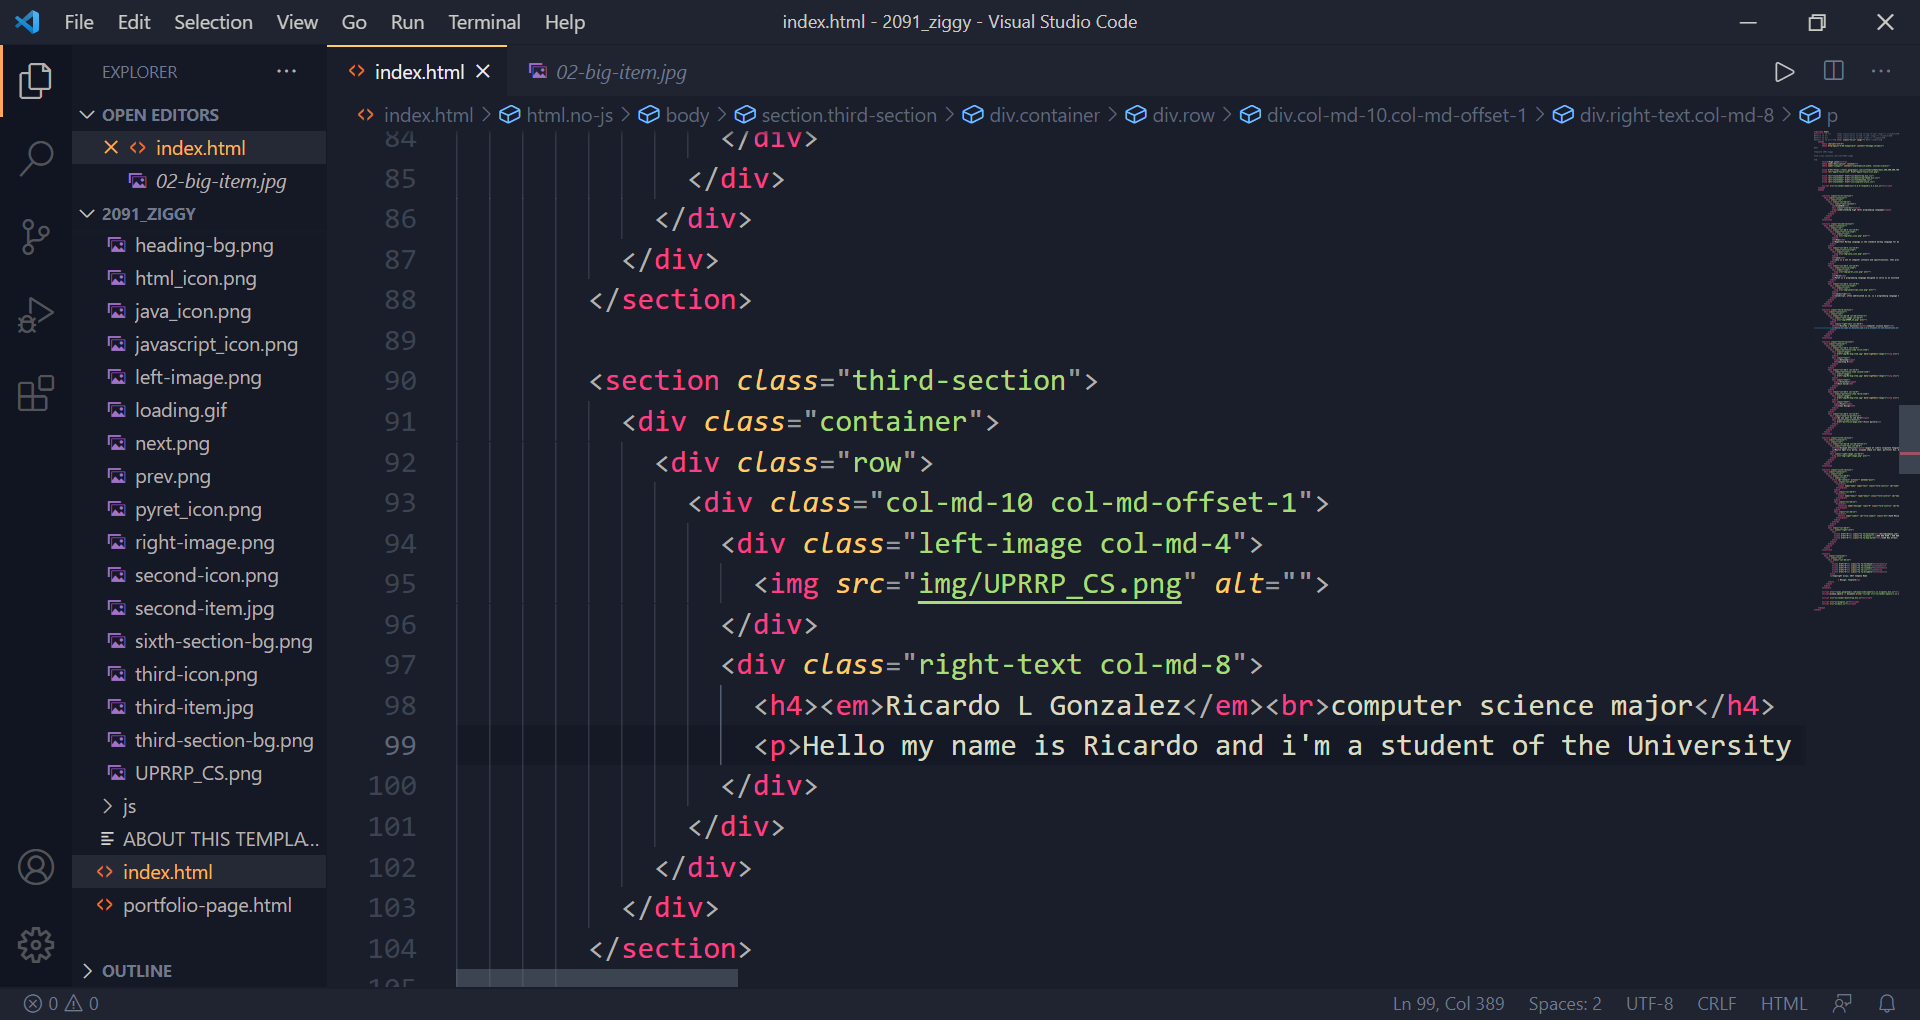 File Edit Selection View Go Run Terminal Help
index.html - 2091_ziggy - Visual Studio Code
EXPLORER
OPEN EDITORS
index.html
02-big-item.jpg
2091_ZIGGY
heading-bg.png
html_icon.png
java_icon.png
javascript_icon.png
left-image.png
loading.gif
next.png
prev.png
pyret_icon.png
right-image.png
second-icon.png
second-item.jpg
sixth-section-bg.png
third-icon.png
third-item.jpg
third-section-bg.png
UPRRP_CS.png
js
ABOUT THIS TEMPLA...
index.html
portfolio-page.html
OUTLINE
index.html 02-big-item.jpg
index.html > html.no-js > body > section.third-section > div.container > div.row > div.col-md-10.col-md-offset-1 > div.right-text.col-md-8 > p
84 </div>
85 </div>
86 </div>
87 </div>
88 </section>
89
90 <section class="third-section">
91 <div class="container">
92 <div class="row">
93 <div class="col-md-10 col-md-offset-1">
94 <div class="left-image col-md-4">
95 <img src="img/UPRRP_CS.png" alt="">
96 </div>
97 <div class="right-text col-md-8">
98 <h4><em>Ricardo L Gonzalez</em><br>computer science major</h4>
99 <p>Hello my name is Ricardo and i'm a student of the University
100 </div>
101 </div>
102 </div>
103 </div>
104 </section>
105
0 0
Ln 99, Col 389 Spaces: 2 UTF-8 CRLF HTML